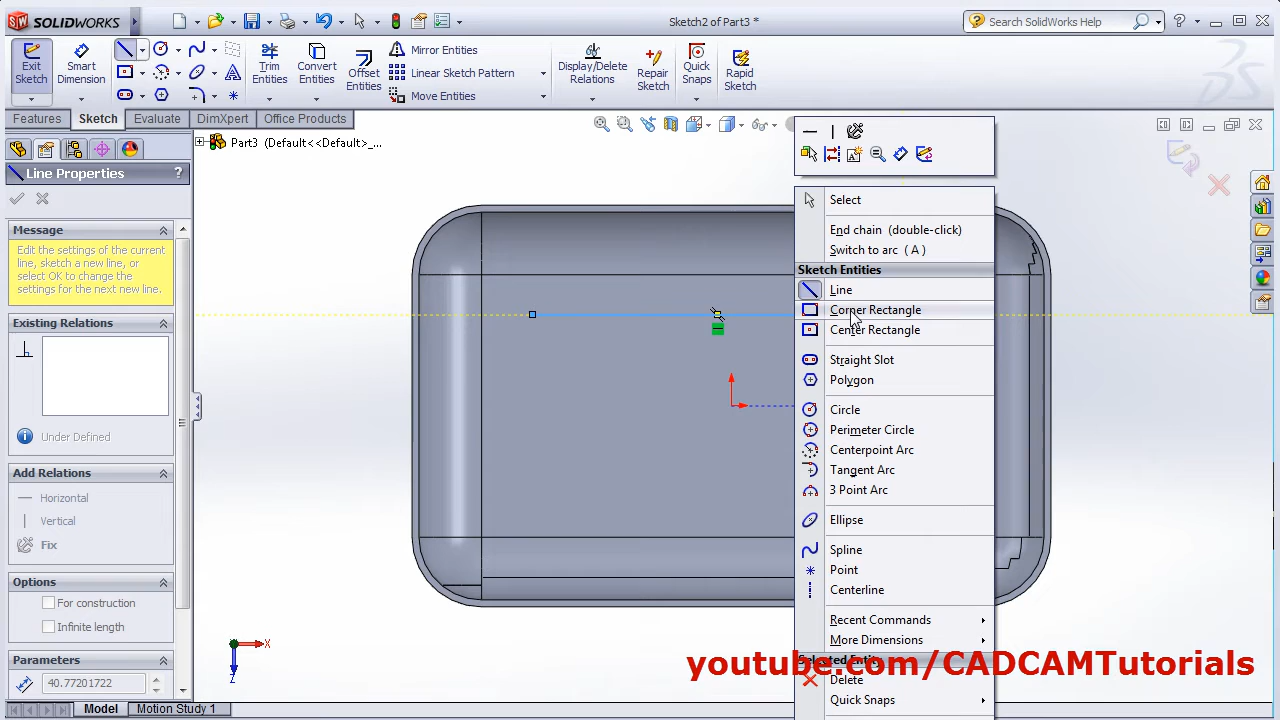 SOLIDWORKS
Sketch2 of Part3 *
Search SolidWorks Help
Exit Sketch
Smart Dimension
Trim Entities
Convert Entities
Offset Entities
Mirror Entities
Linear Sketch Pattern
Move Entities
Display/Delete Relations
Repair Sketch
Quick Snaps
Rapid Sketch
Features
Sketch
Evaluate
DimXpert
Office Products
Part3 (Default<<Default>_...
Line Properties
?
Message
Edit the settings of the current
line, sketch a new line, or
select OK to change the
settings for the next new line.
Existing Relations
Under Defined
Add Relations
Horizontal
Vertical
Fix
Options
For construction
Infinite length
Parameters
40.77201722
Select
End chain (double-click)
Switch to arc ( A )
Sketch Entities
Line
Corner Rectangle
Center Rectangle
Straight Slot
Polygon
Circle
Perimeter Circle
Centerpoint Arc
Tangent Arc
3 Point Arc
Ellipse
Spline
Point
Centerline
Recent Commands
More Dimensions
Selected Entity
Delete
Quick Snaps
X
Z
youtube.com/CADCAMTutorials
Model
Motion Study 1